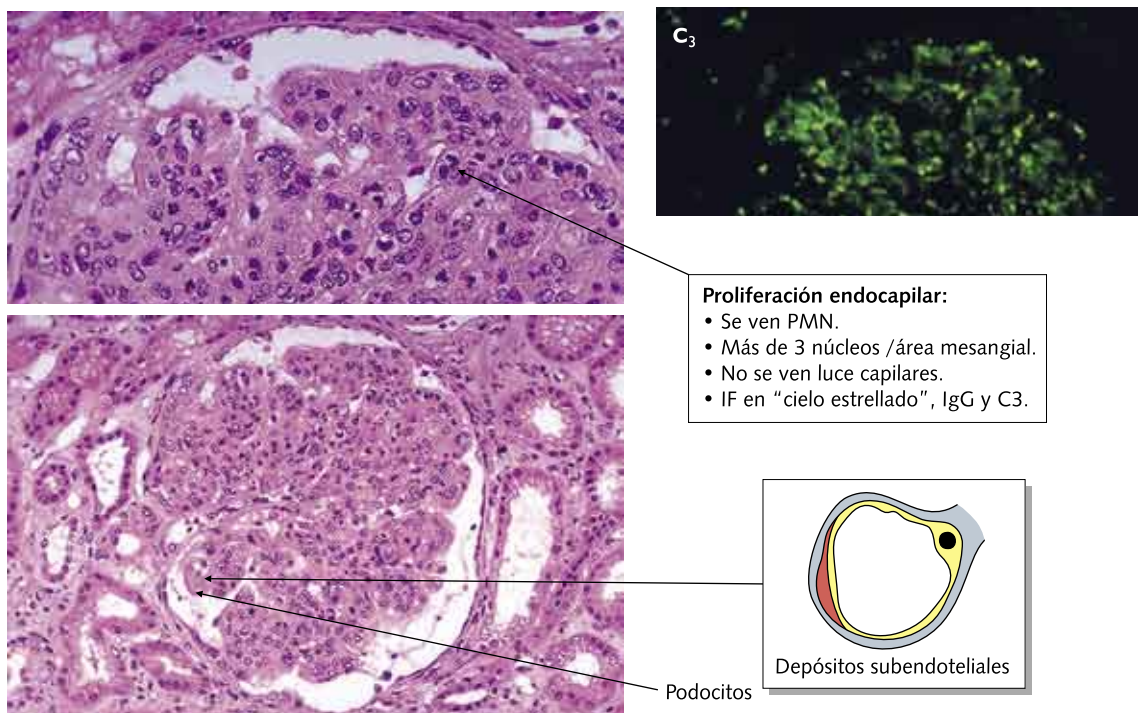 C3
Proliferación endocapilar:
• Se ven PMN.
• Más de 3 núcleos /área mesangial.
• No se ven luce capilares.
• IF en “cielo estrellado”, IgG y C3.
Depósitos subendoteliales
Podocitos